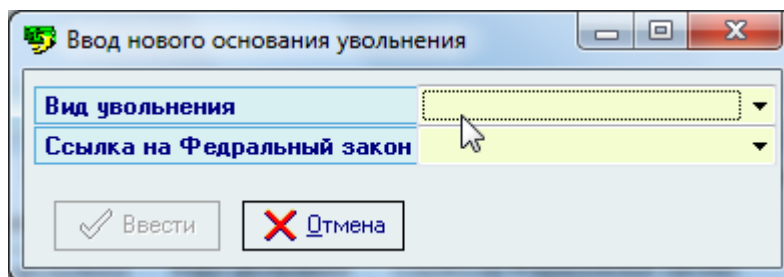 Ввод нового основания увольнения
Вид увольнения
Ссылка на Федральный закон
Ввести
Отмена